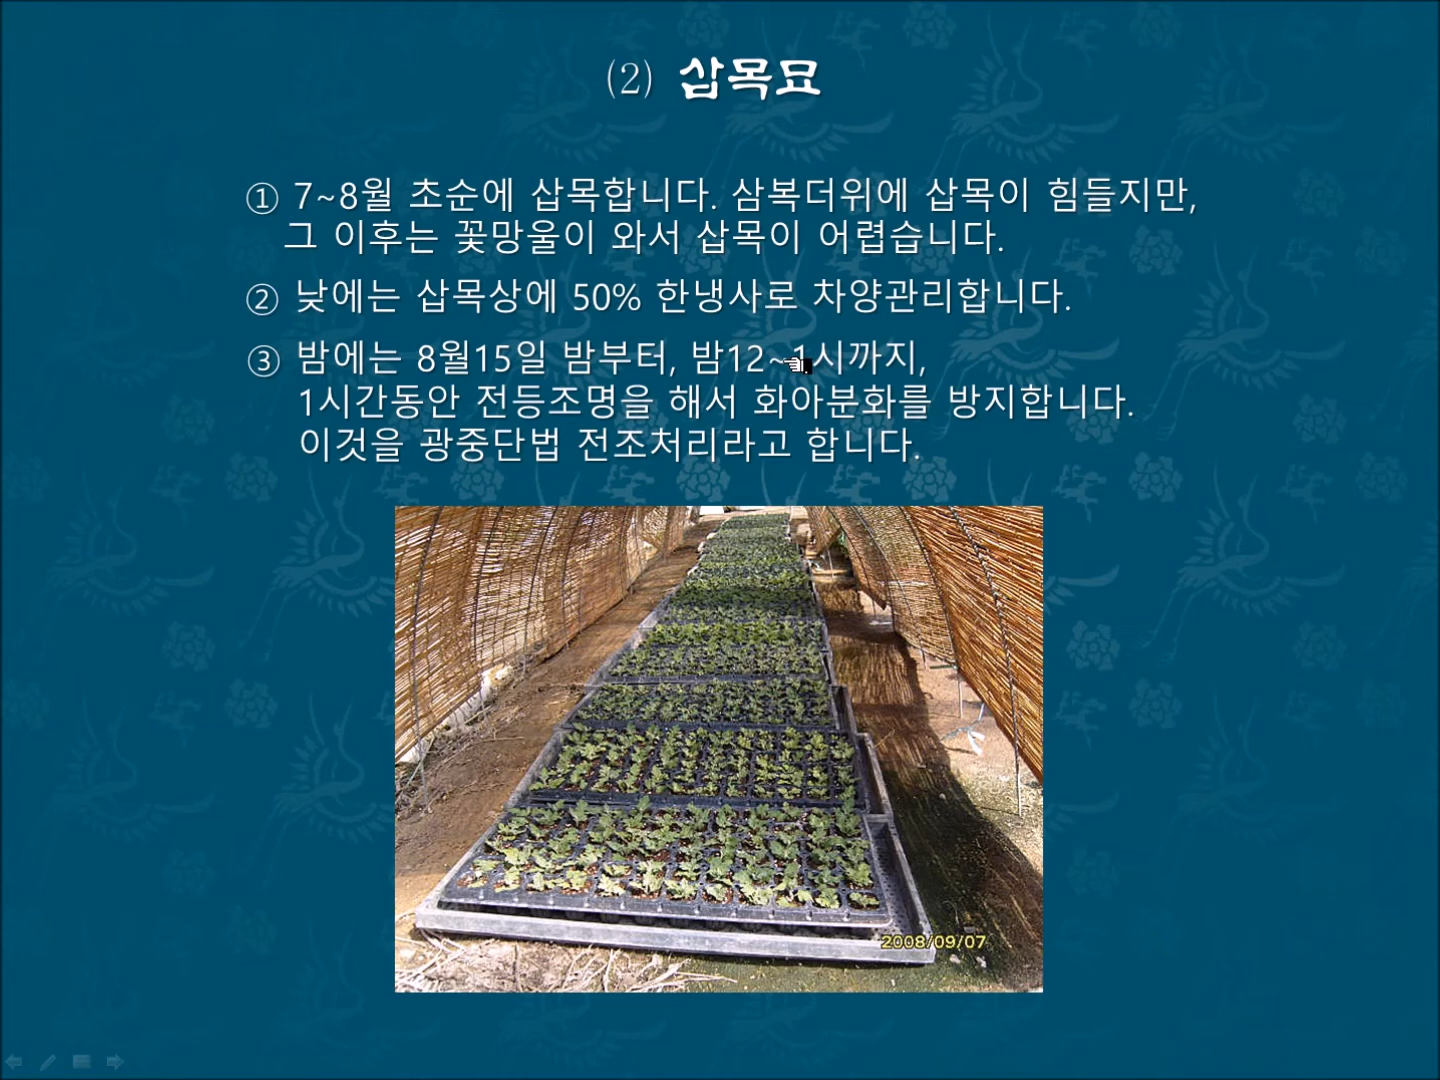 (2) 삽목묘
① 7~8월 초순에 삽목합니다. 삼복더위에 삽목이 힘들지만,
그 이후는 꽃망울이 와서 삽목이 어렵습니다.
② 낮에는 삽목상에 50% 한냉사로 차양관리합니다.
③ 밤에는 8월15일 밤부터, 밤12~1시까지,
1시간동안 전등조명을 해서 화아분화를 방지합니다.
이것을 광중단법 전조처리라고 합니다.
2008/09/07